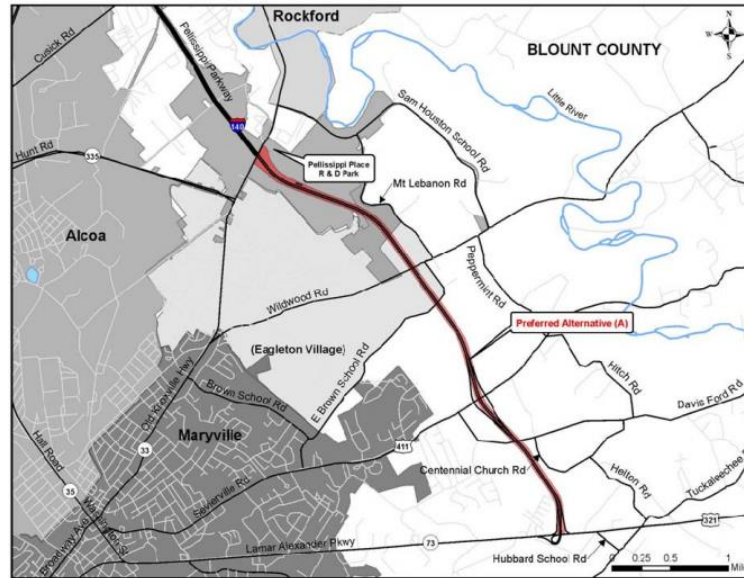 Rockford
BLOUNT COUNTY
N
W
E
S
Cusick Rd
Pellissippi Parkway
140
Sam Houston School Rd
Little River
Hunt Rd
335
Pellissippi Place
R & D Park
Mt Lebanon Rd
Alcoa
Peppermint Rd
Wildwood Rd
Preferred Alternative (A)
(Eagleton Village)
Old Knoxville Hwy
E Brown School Rd
Brown School Rd
Hitch Rd
Davis Ford Rd
Hall Road
Maryville
33
411
Centennial Church Rd
Helton Rd
Tuckaleechee
35
Sevierville Rd
Washington St
Broadway Ave
321
Lamar Alexander Pkwy
73
Hubbard School Rd
0 0.25 0.5 1
Mil